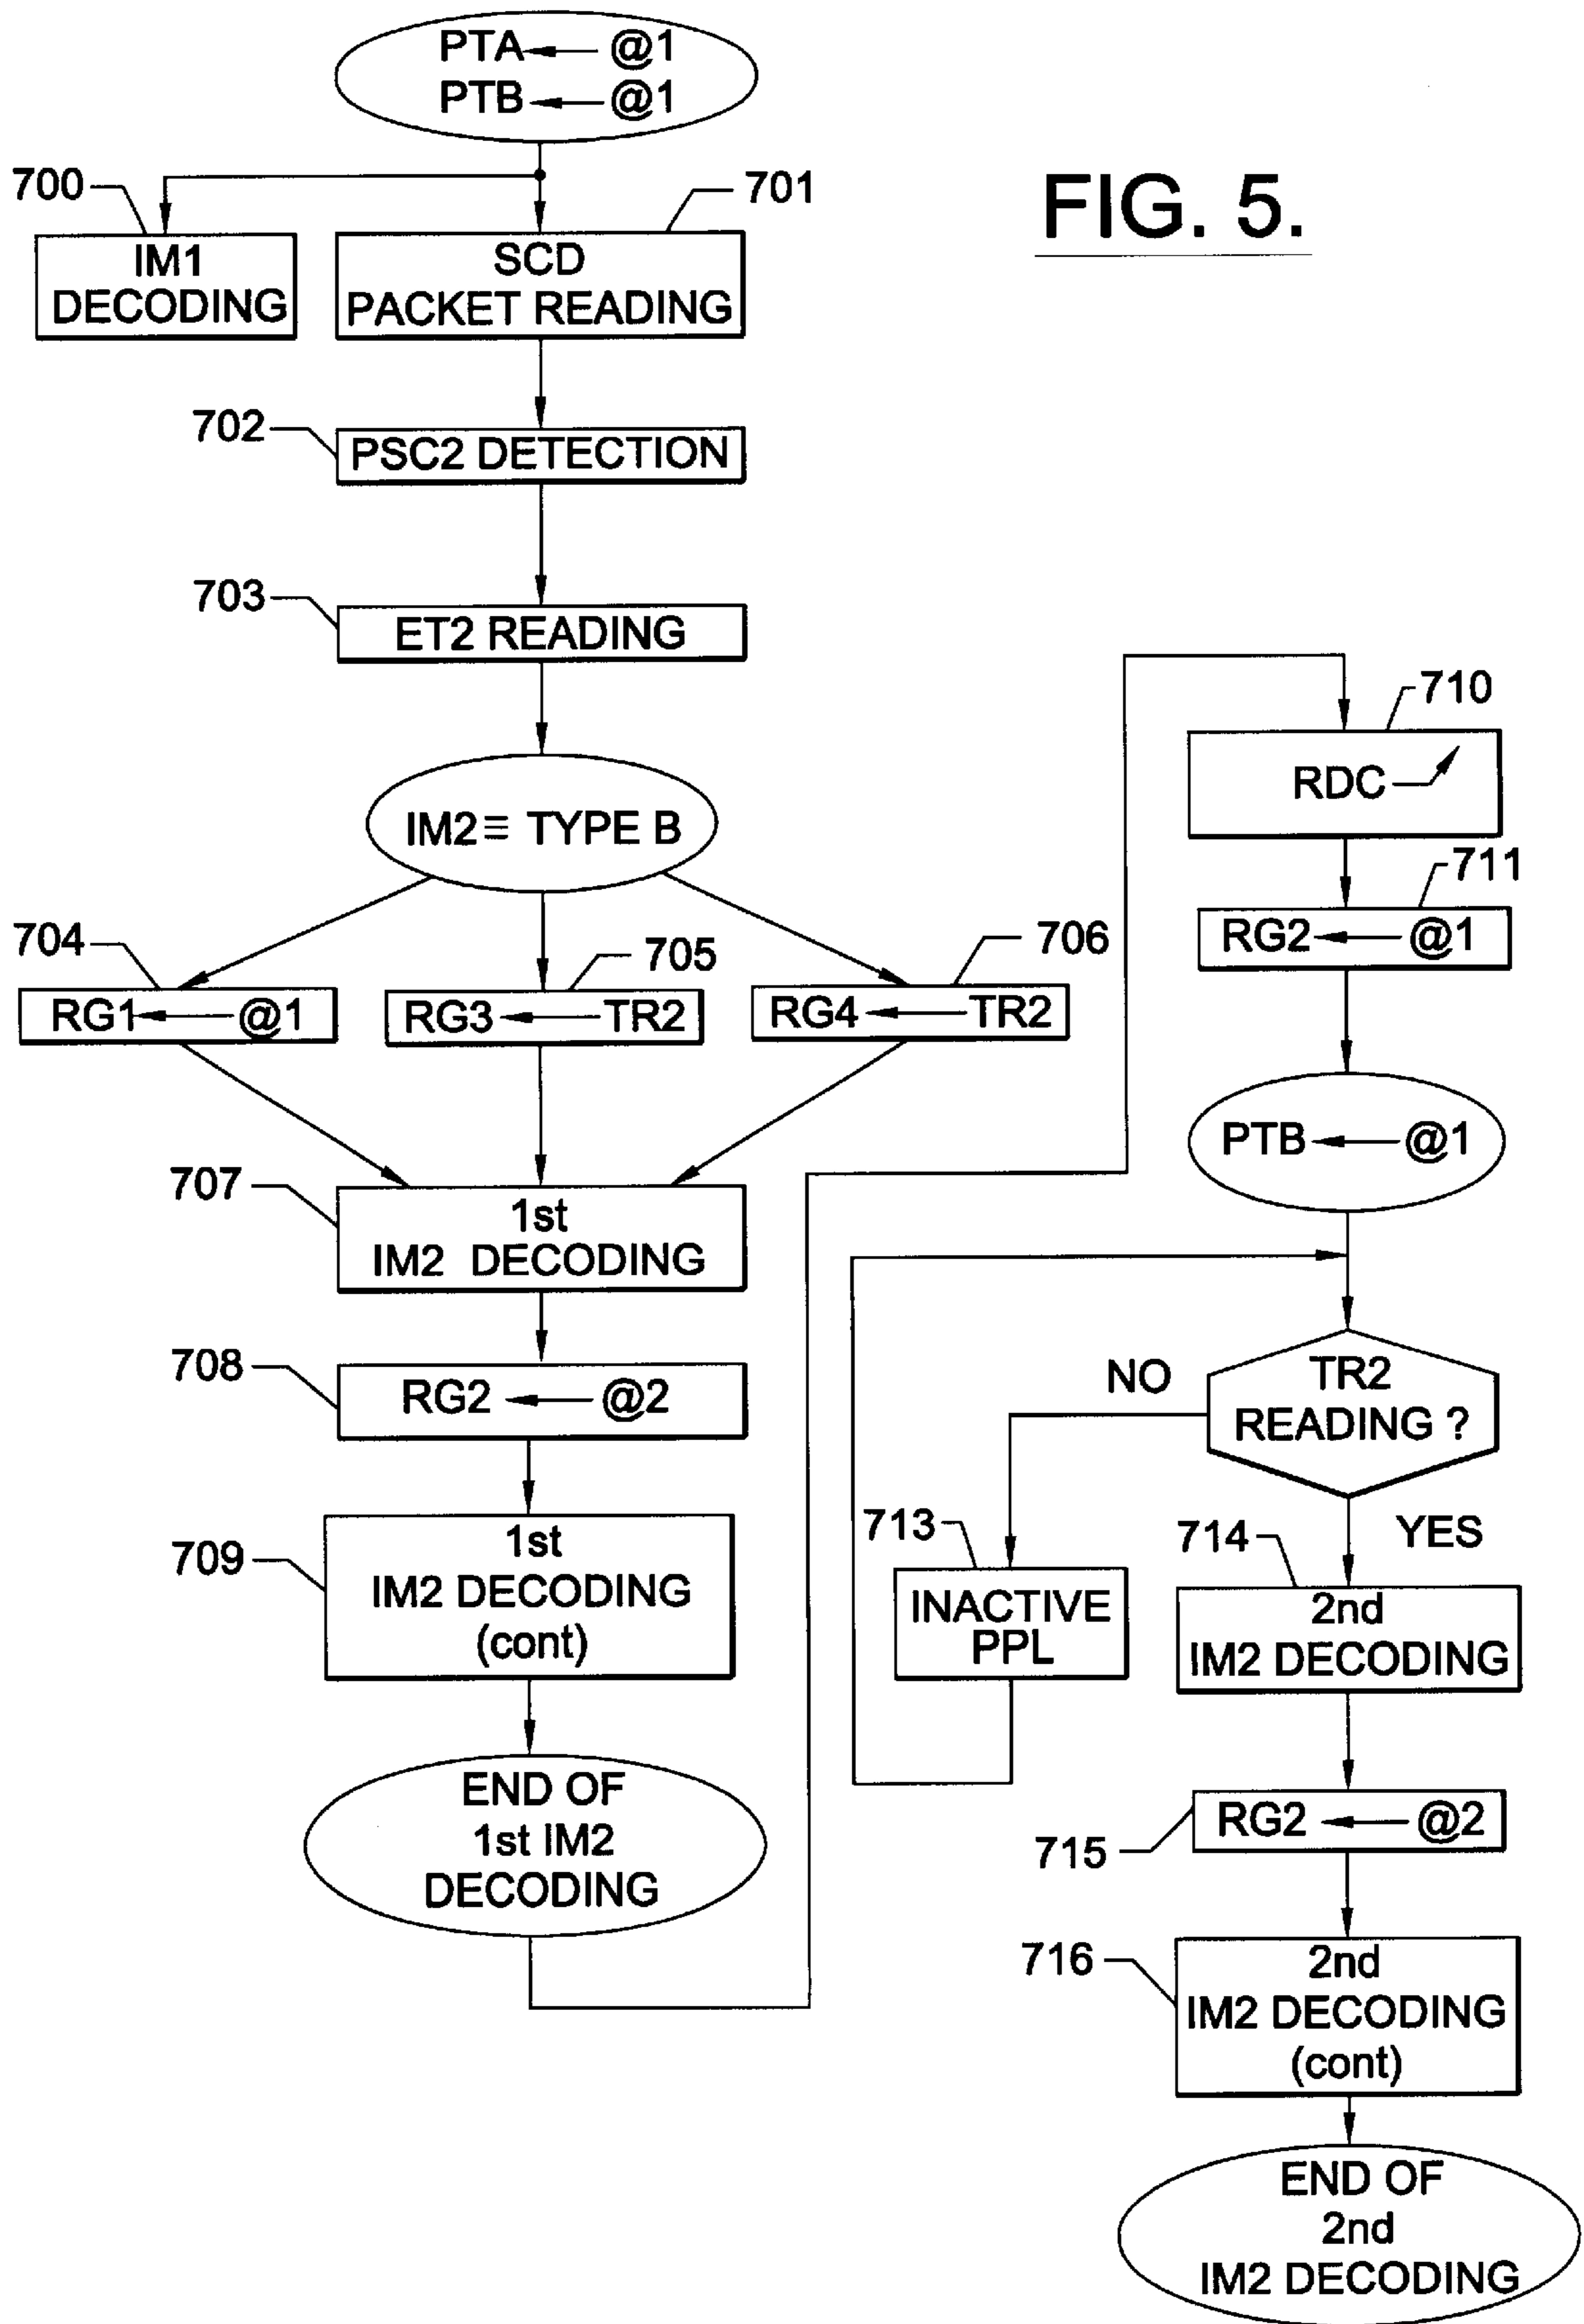 PTA ← @1
PTB ← @1
FIG. 5.
700
701
IM1
DECODING
SCD
PACKET READING
702
PSC2 DETECTION
703
ET2 READING
IM2 ≡ TYPE B
704
705
706
RG1 ← @1
RG3 ← TR2
RG4 ← TR2
707
1st
IM2 DECODING
708
RG2 ← @2
709
1st
IM2 DECODING
(cont)
END OF
1st IM2
DECODING
710
RDC
711
RG2 ← @1
PTB ← @1
TR2
READING ?
NO
YES
713
INACTIVE
PPL
714
2nd
IM2 DECODING
715
RG2 ← @2
716
2nd
IM2 DECODING
(cont)
END OF
2nd
IM2 DECODING